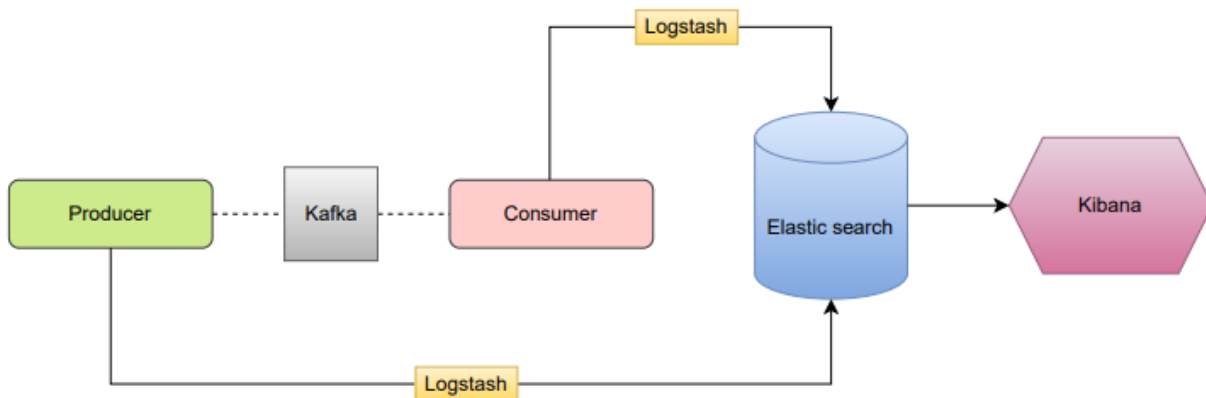 Logstash
Producer
Kafka
Consumer
Elastic search
Kibana
Logstash